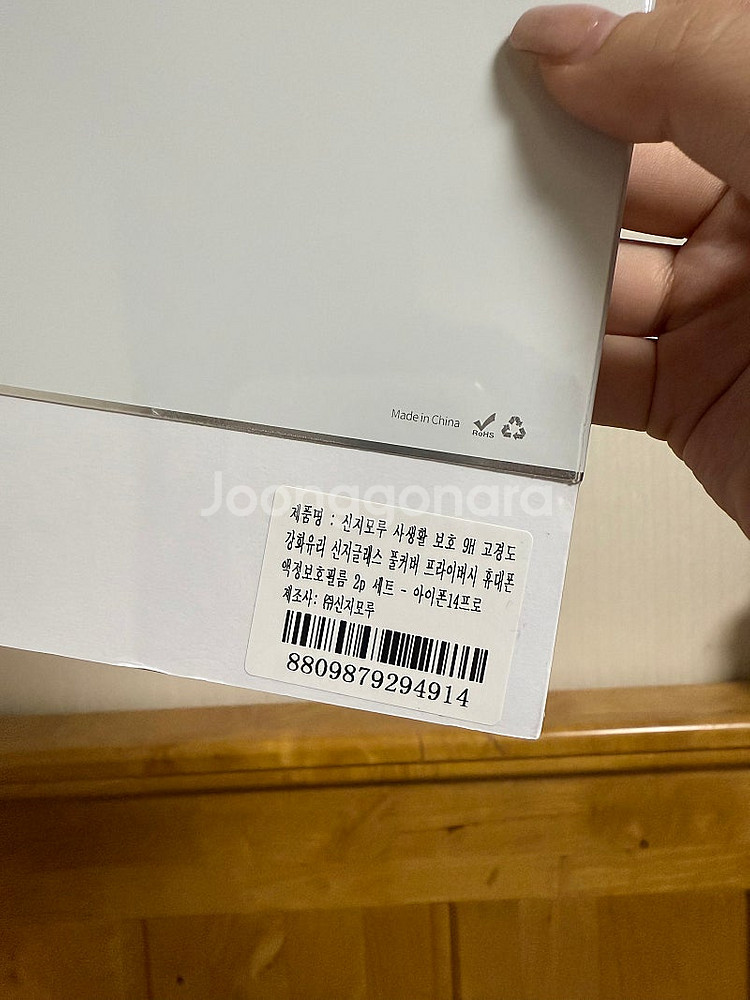 Made in China
RoHS
Joonggonara
제품명 : 신지모루 사생활 보호 9H 고경도
강화유리 신지글래스 풀커버 프라이버시 휴대폰
액정보호필름 2p 세트 - 아이폰14프로
제조사: ㈜신지모루
8809879294914